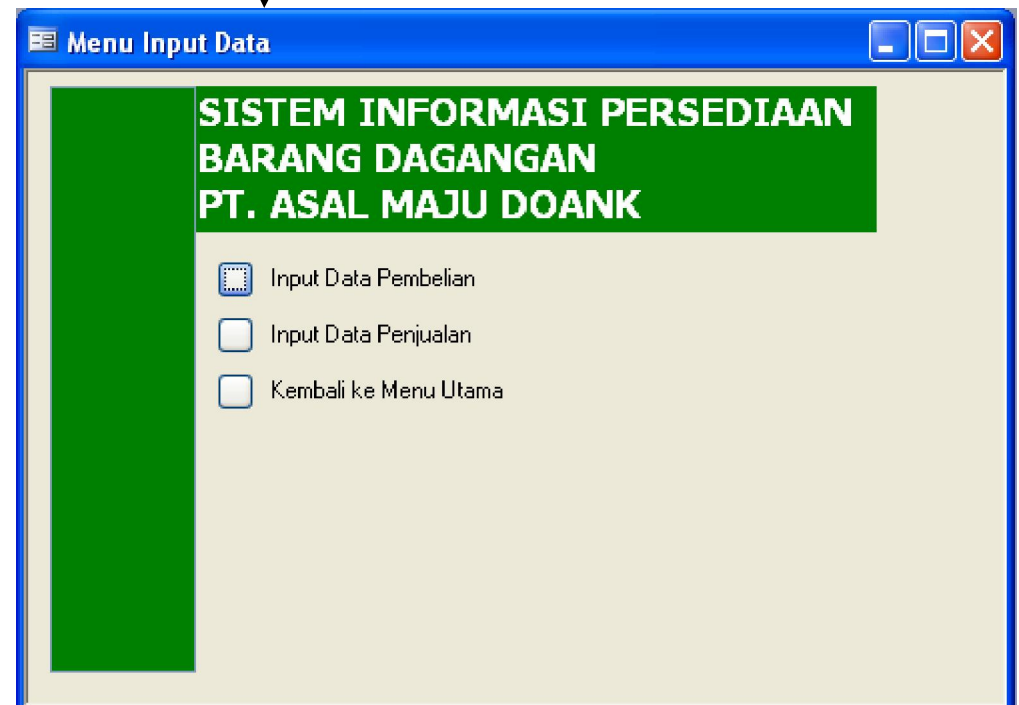 Menu Input Data
SISTEM INFORMASI PERSEDIAAN
BARANG DAGANGAN
PT. ASAL MAJU DOANK
Input Data Pembelian
Input Data Penjualan
Kembali ke Menu Utama